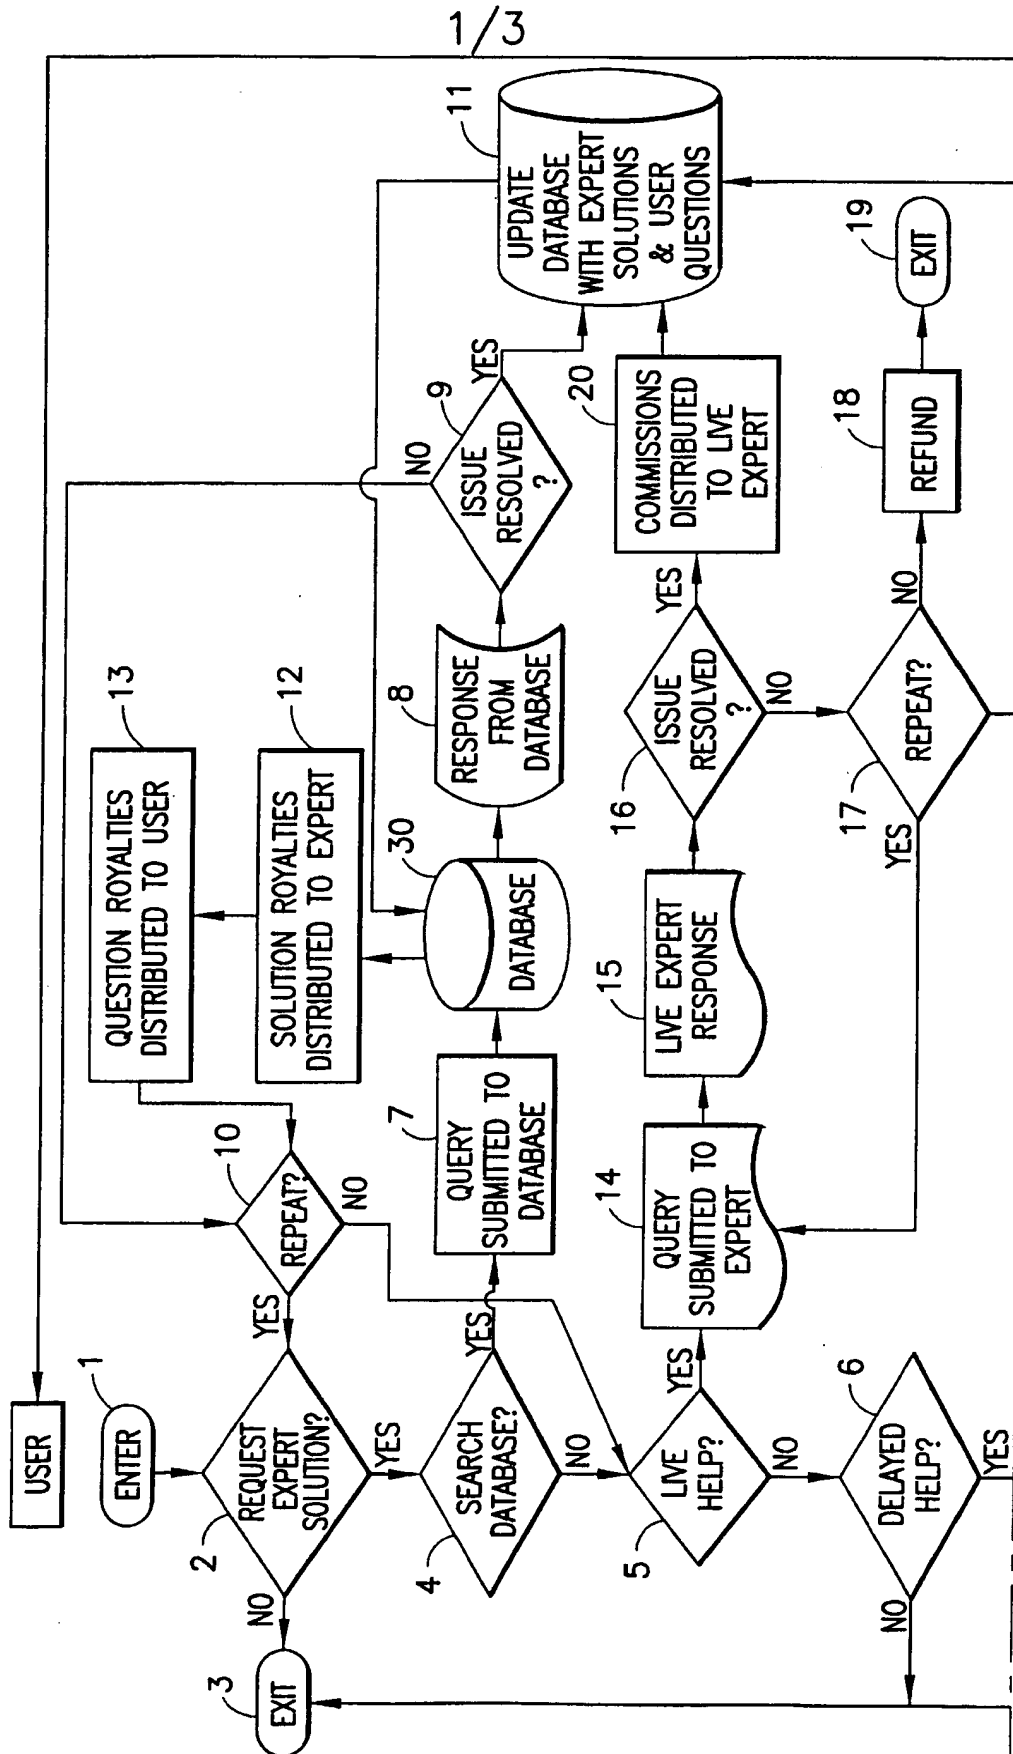 1/3
USER
ENTER
1
REQUEST
EXPERT
SOLUTION?
2
NO
YES
EXIT
3
SEARCH
DATABASE?
4
YES
NO
LIVE
HELP?
5
YES
NO
DELAYED
HELP?
6
NO
YES
QUESTION ROYALTIES
DISTRIBUTED TO USER
13
SOLUTION ROYALTIES
DISTRIBUTED TO EXPERT
12
REPEAT?
10
YES
NO
QUERY
SUBMITTED TO
DATABASE
7
DATABASE
30
RESPONSE
FROM
DATABASE
8
ISSUE
RESOLVED
?
9
NO
YES
UPDATE
DATABASE
WITH EXPERT
SOLUTIONS
& USER
QUESTIONS
11
QUERY
SUBMITTED TO
EXPERT
14
LIVE EXPERT
RESPONSE
15
ISSUE
RESOLVED
?
16
YES
NO
COMMISSIONS
DISTRIBUTED
TO LIVE
EXPERT
20
REPEAT?
17
YES
NO
REFUND
18
EXIT
19